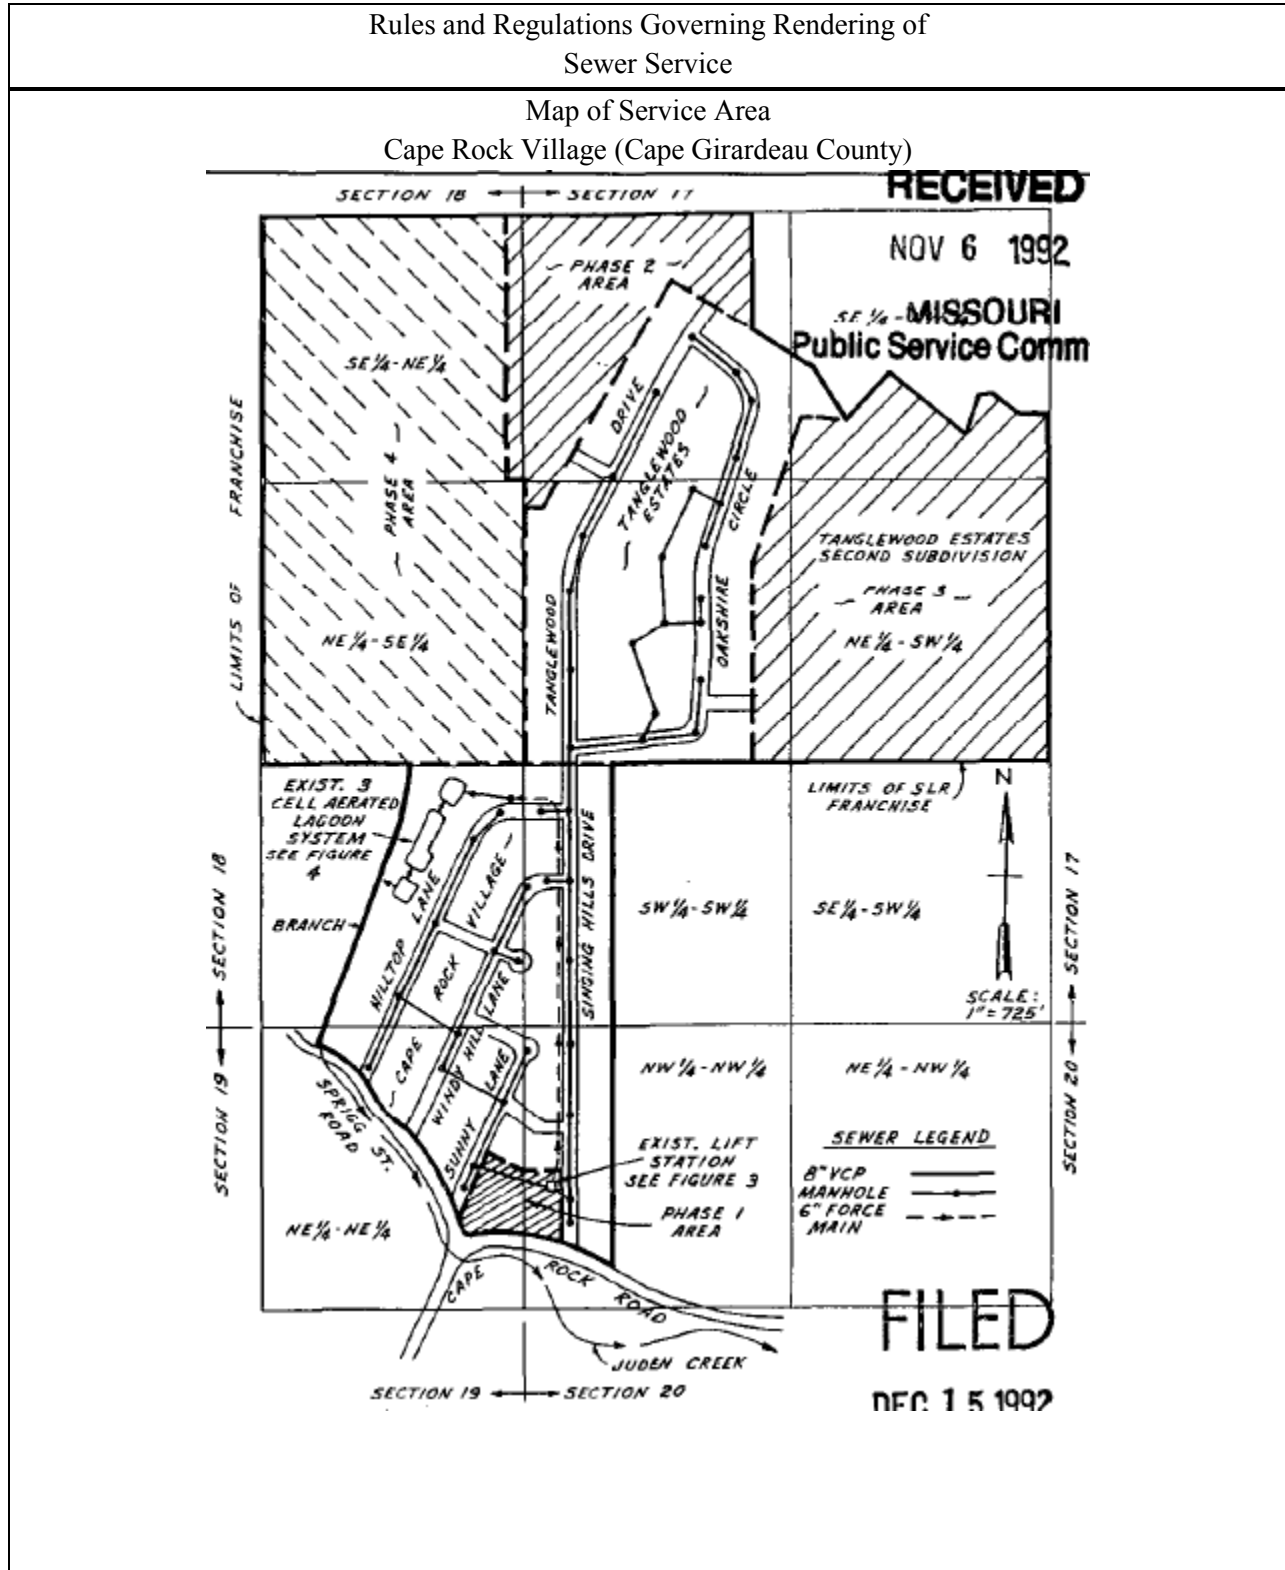 Rules and Regulations Governing Rendering of
Sewer Service
Map of Service Area
Cape Rock Village (Cape Girardeau County)
SECTION 18
SECTION 17
RECEIVED
NOV 6 1992
SE 1/4 -
MISSOURI
Public Service Comm
PHASE 2
AREA
SE 1/4 - NE 1/4
LIMITS OF FRANCHISE
PHASE 4
AREA
DRIVE
TANGLEWOOD
ESTATES
CIRCLE
TANGLEWOOD ESTATES
SECOND SUBDIVISION
PHASE 3
AREA
NE 1/4 - SE 1/4
TANGLEWOOD
OAKSHIRE
NE 1/4 - SW 1/4
EXIST. 3
CELL AERATED
LAGOON
SYSTEM
SEE FIGURE
4
LIMITS OF SLR
FRANCHISE
N
SECTION 18
BRANCH
HILLTOP LANE
CAPE ROCK VILLAGE
SINGING HILLS DRIVE
SW 1/4 - SW 1/4
SE 1/4 - SW 1/4
SECTION 17
SCALE:
1" = 725'
SECTION 19
SPRIGG ST.
ROAD
WINDY HILL LANE
SUNNY LANE
NW 1/4 - NW 1/4
NE 1/4 - NW 1/4
SECTION 20
EXIST. LIFT
STATION
SEE FIGURE 3
SEWER LEGEND
8" VCP
MANHOLE
6" FORCE
MAIN
PHASE 1
AREA
NE 1/4 - NE 1/4
CAPE ROCK ROAD
FILED
JUDEN CREEK
SECTION 19
SECTION 20
DEC 15 1992